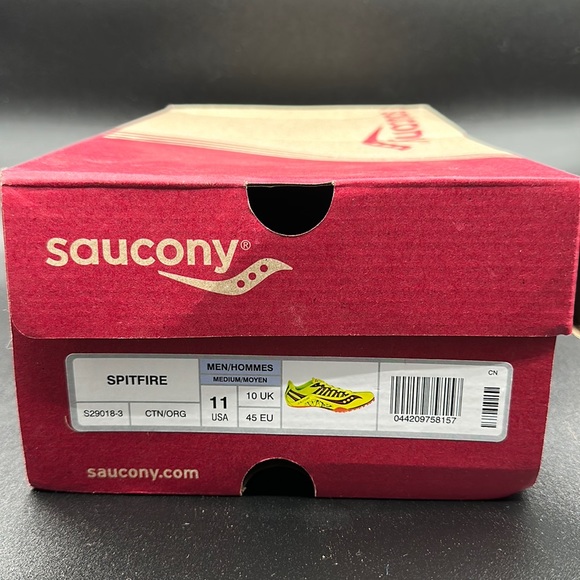 saucony
saucony®
SPITFIRE
S29018-3
CTN/ORG
MEN/HOMMES
MEDIUM/MOYEN
11
USA
10 UK
45 EU
CN
044209758157
saucony.com